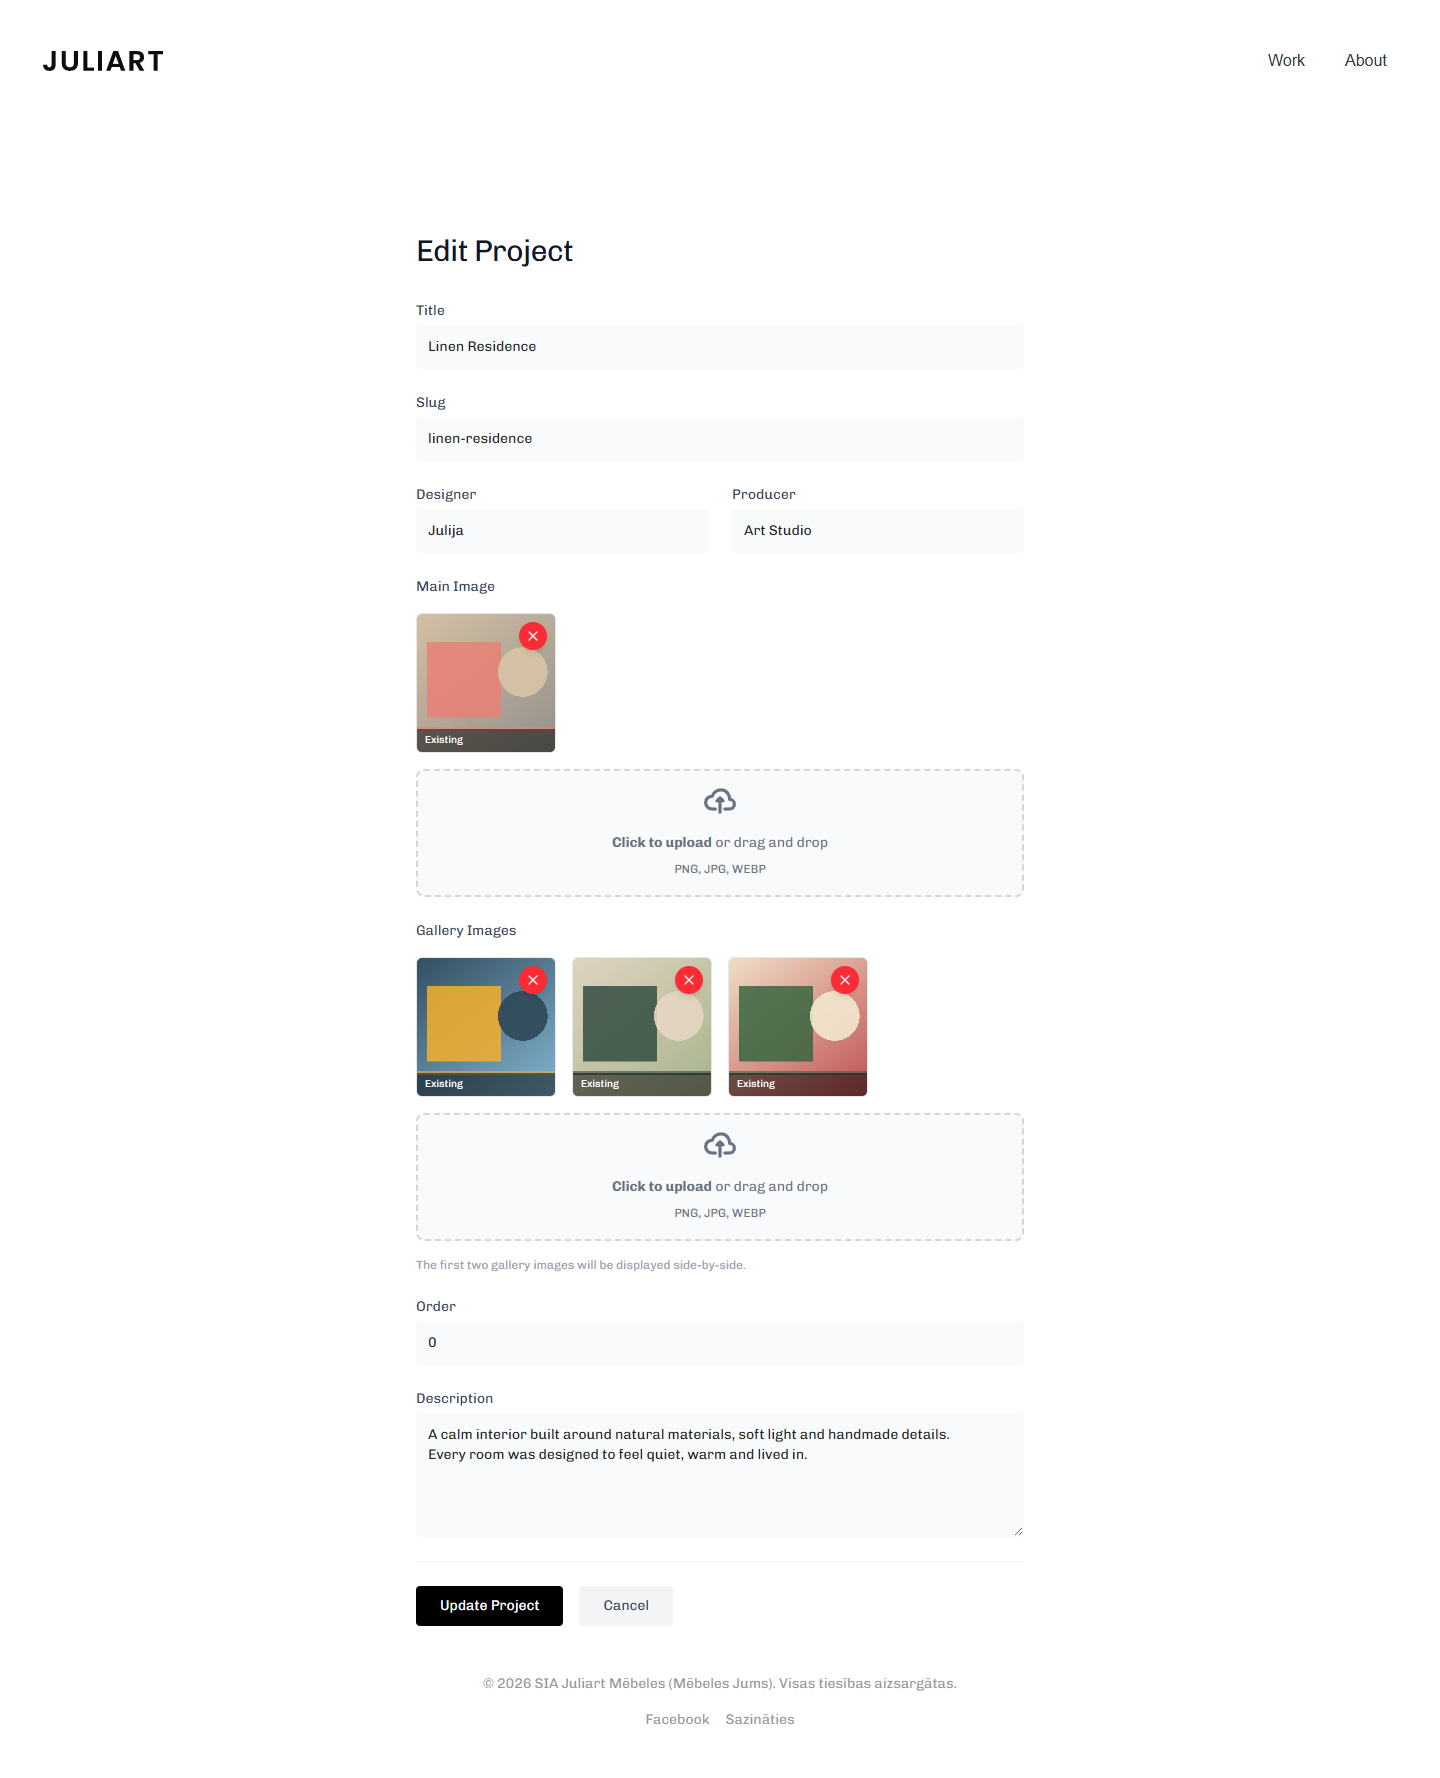 JULIART
Work
About
Edit Project
Title
Linen Residence
Slug
linen-residence
Designer
Producer
Julija
Art Studio
Main Image
Existing
Click to upload or drag and drop
PNG, JPG, WEBP
Gallery Images
Existing
Existing
Existing
Click to upload or drag and drop
PNG, JPG, WEBP
The first two gallery images will be displayed side-by-side.
Order
0
Description
A calm interior built around natural materials, soft light and handmade details.
Every room was designed to feel quiet, warm and lived in.
Update Project
Cancel
© 2026 SIA Juliart Mēbeles (Mēbeles Jums). Visas tiesības aizsargātas.
Facebook
Sazināties